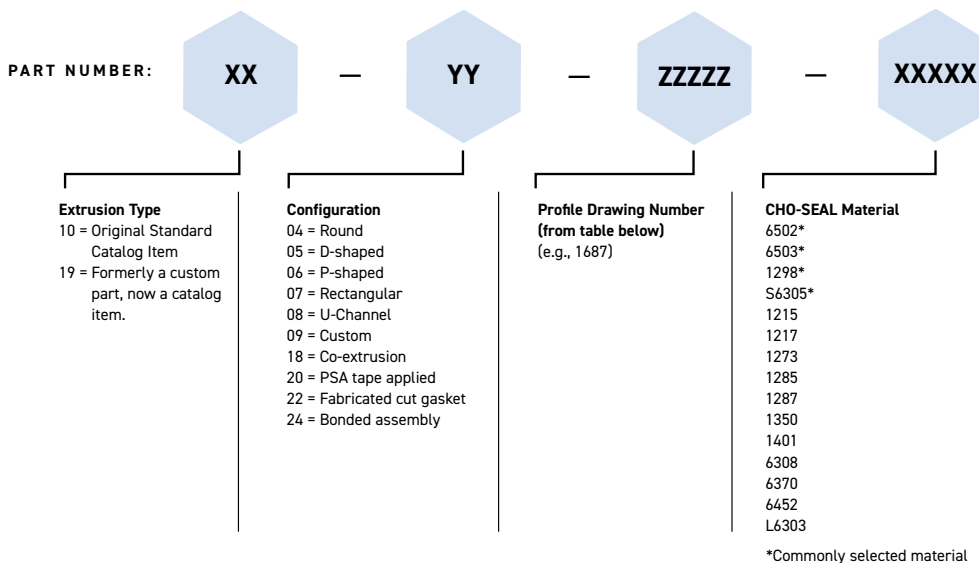 PART NUMBER: XX — YY — ZZZZZ — XXXXX
Extrusion Type
10 = Original Standard
Catalog Item
19 = Formerly a custom
part, now a catalog
item.
Configuration
04 = Round
05 = D-shaped
06 = P-shaped
07 = Rectangular
08 = U-Channel
09 = Custom
18 = Co-extrusion
20 = PSA tape applied
22 = Fabricated cut gasket
24 = Bonded assembly
Profile Drawing Number
(from table below)
(e.g., 1687)
CHO-SEAL Material
6502*
6503*
1298*
S6305*
1215
1217
1273
1285
1287
1350
1401
6308
6370
6452
L6303
*Commonly selected material